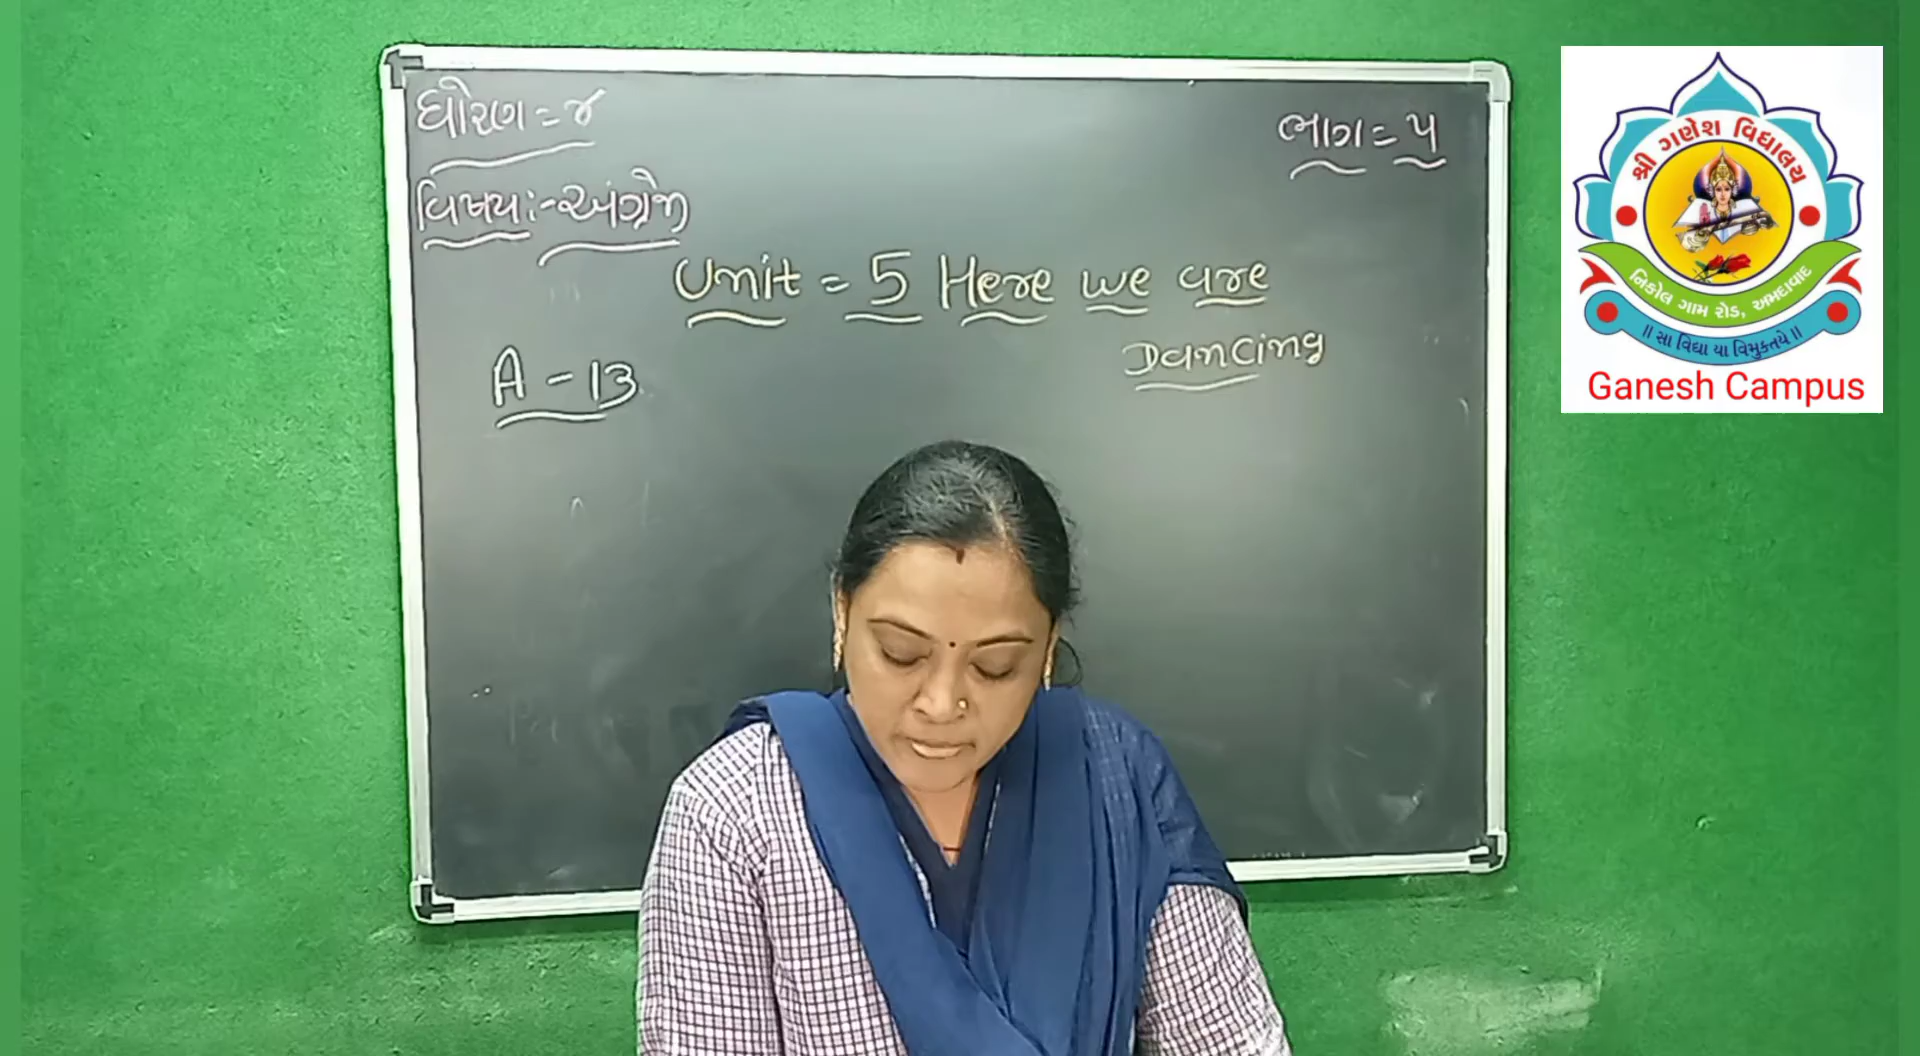 ધોરણ = ૪
ભાગ = ૫
વિષય :- અંગ્રેજી
Unit = 5 Here we are
Dancing
A - 13
શ્રી ગણેશ વિદ્યાલય
નિકોલ ગામ રોડ, અમદાવાદ
॥ સા વિદ્યા યા વિમુક્તયે ॥
Ganesh Campus